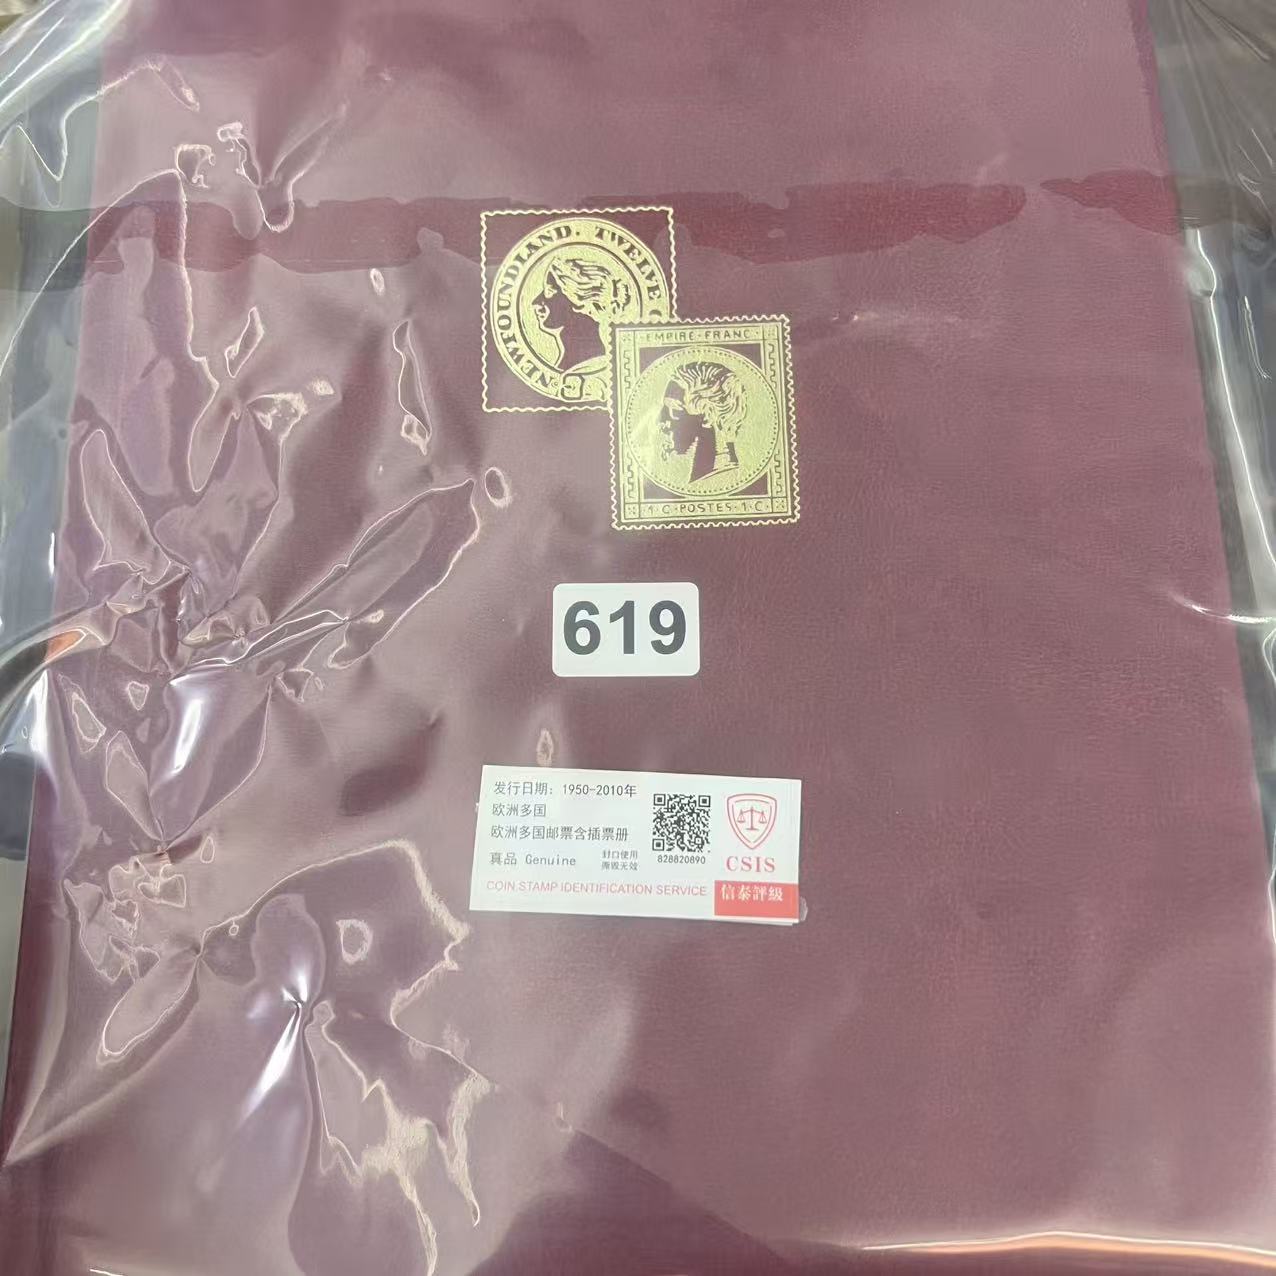 NEWFOUNDLAND. TWELVE
EMPIRE·FRANC·
·1·C·POSTES·1·C·
619
发行日期: 1950-2010年
欧洲多国
欧洲多国邮票含插票册
真品 Genuine
封口使用
撕毁无效
828820890
COIN STAMP IDENTIFICATION SERVICE
CSIS
信泰評級